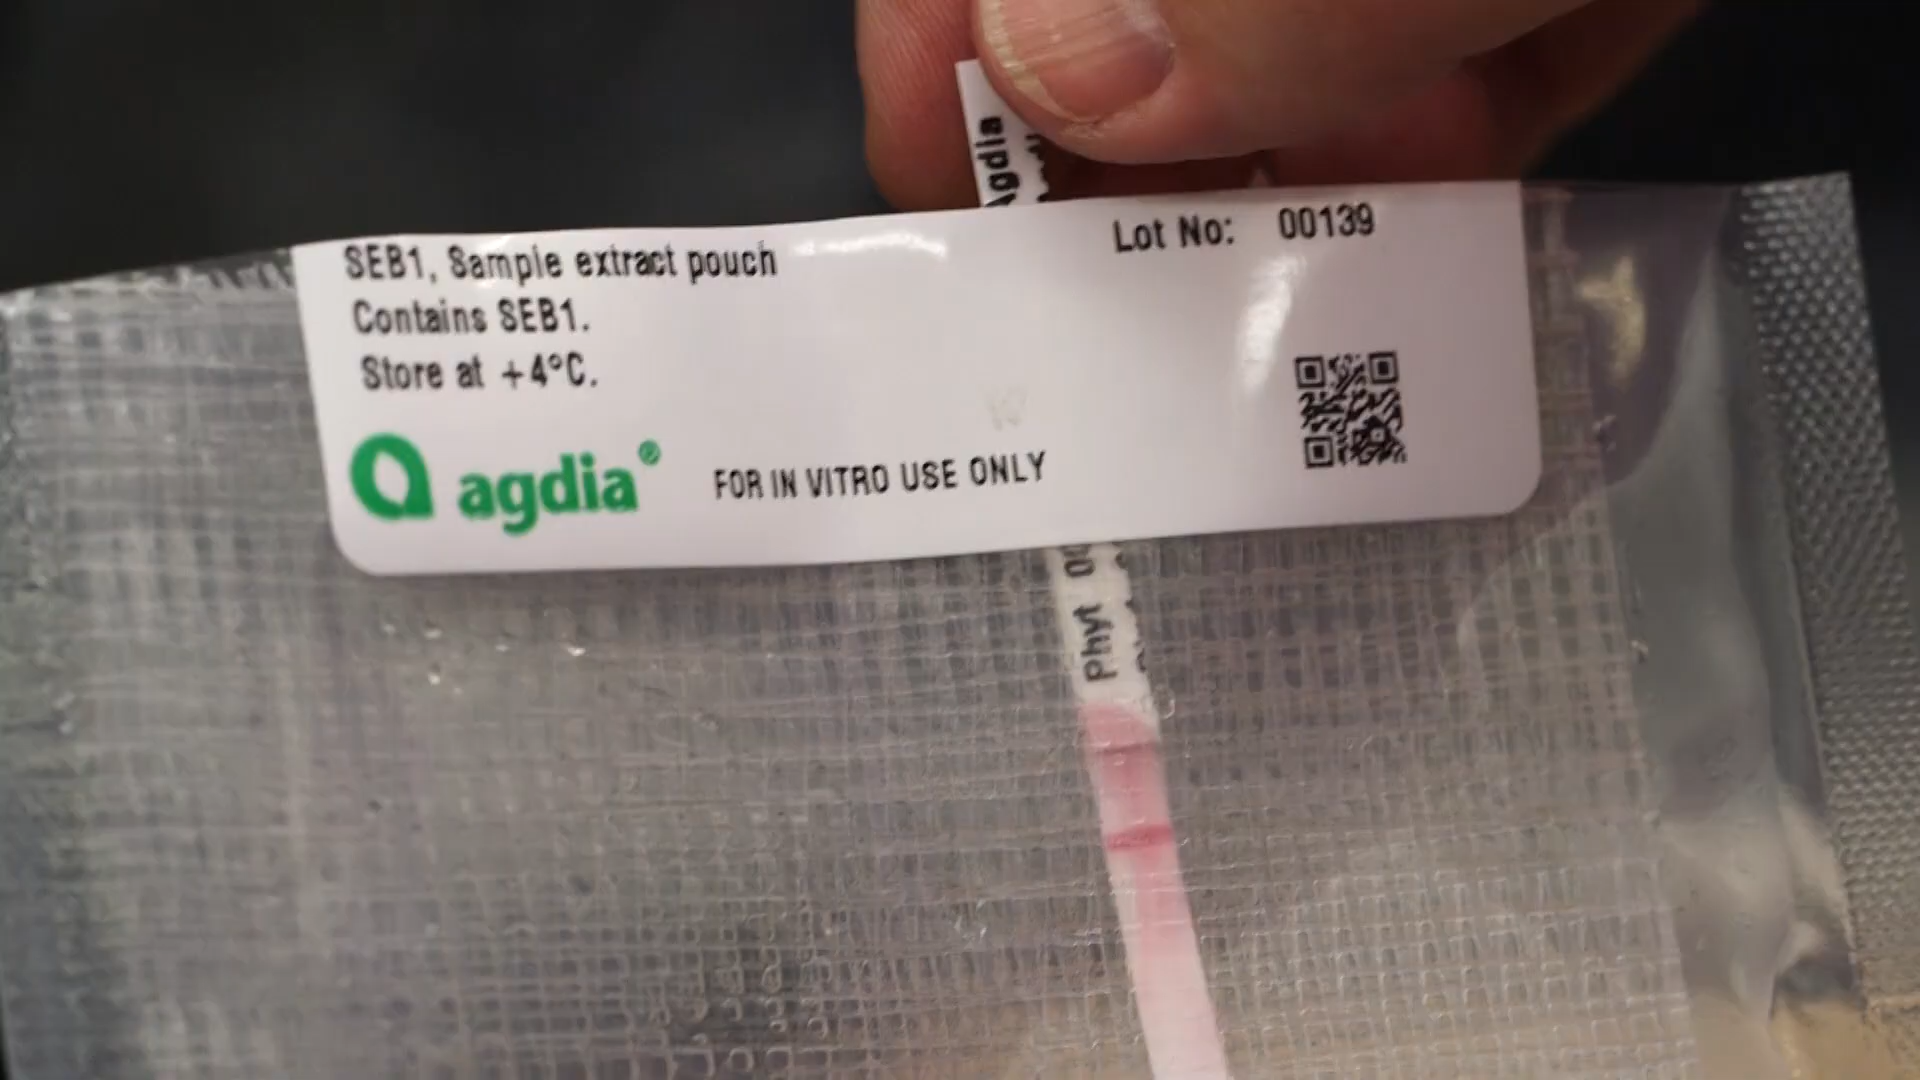 Agdia
SEB1, Sample extract pouch
Contains SEB1.
Store at +4°C.
Lot No: 00139
agdia®
FOR IN VITRO USE ONLY
Phyt